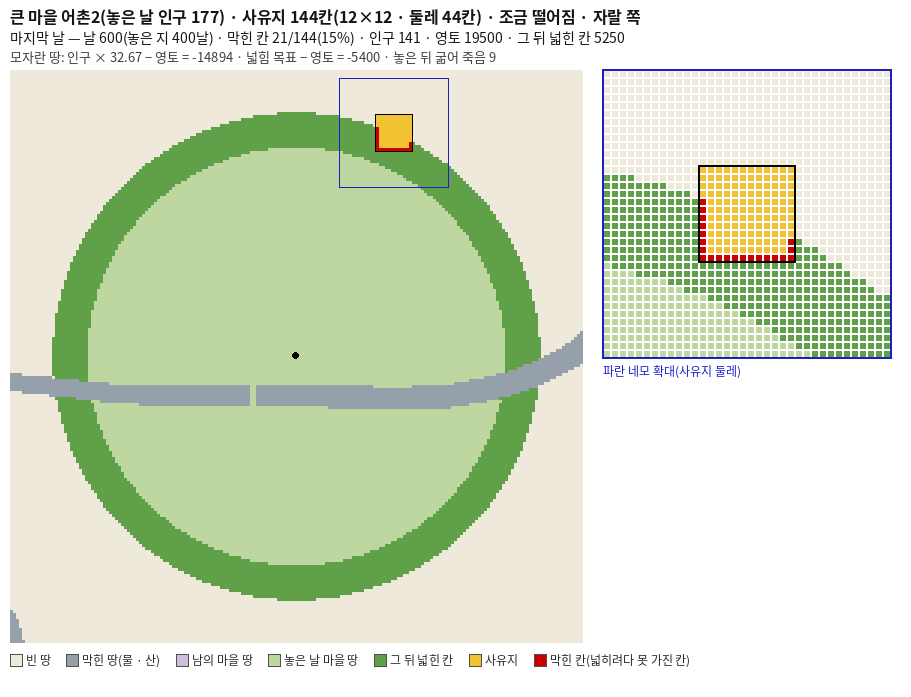 큰 마을 어촌2(놓은 날 인구 177) · 사유지 144칸(12×12 · 둘레 44칸) · 조금 떨어짐 · 자랄 쪽
마지막 날 — 날 600(놓은 지 400날) · 막힌 칸 21/144(15%) · 인구 141 · 영토 19500 · 그 뒤 넓힌 칸 5250
모자란 땅: 인구 × 32.67 − 영토 = -14894 · 넓힘 목표 − 영토 = -5400 · 놓은 뒤 굶어 죽음 9
파란 네모 확대(사유지 둘레)
빈 땅 막힌 땅(물 · 산) 남의 마을 땅 놓은 날 마을 땅 그 뒤 넓힌 칸 사유지 막힌 칸(넓히려다 못 가진 칸)